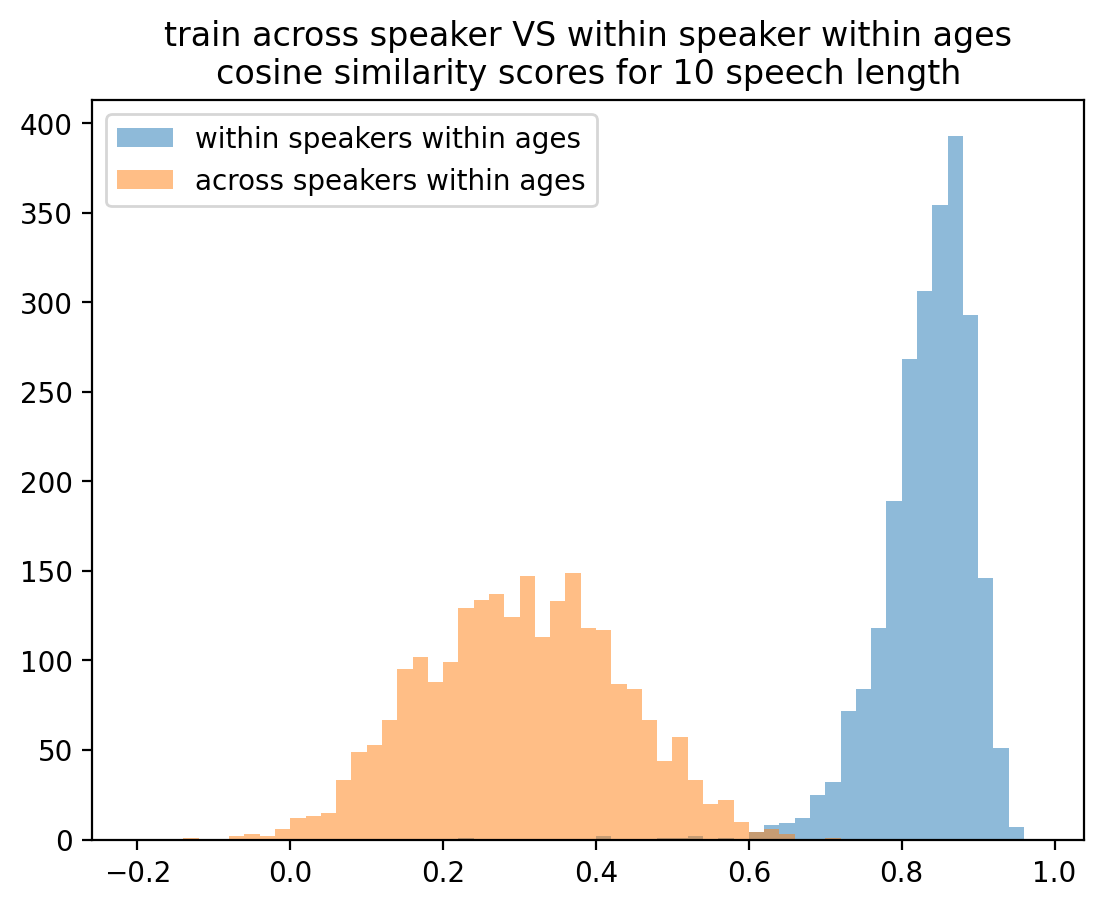 train across speaker VS within speaker within ages
cosine similarity scores for 10 speech length
within speakers within ages
across speakers within ages
400
350
300
250
200
150
100
50
0
−0.2 0.0 0.2 0.4 0.6 0.8 1.0